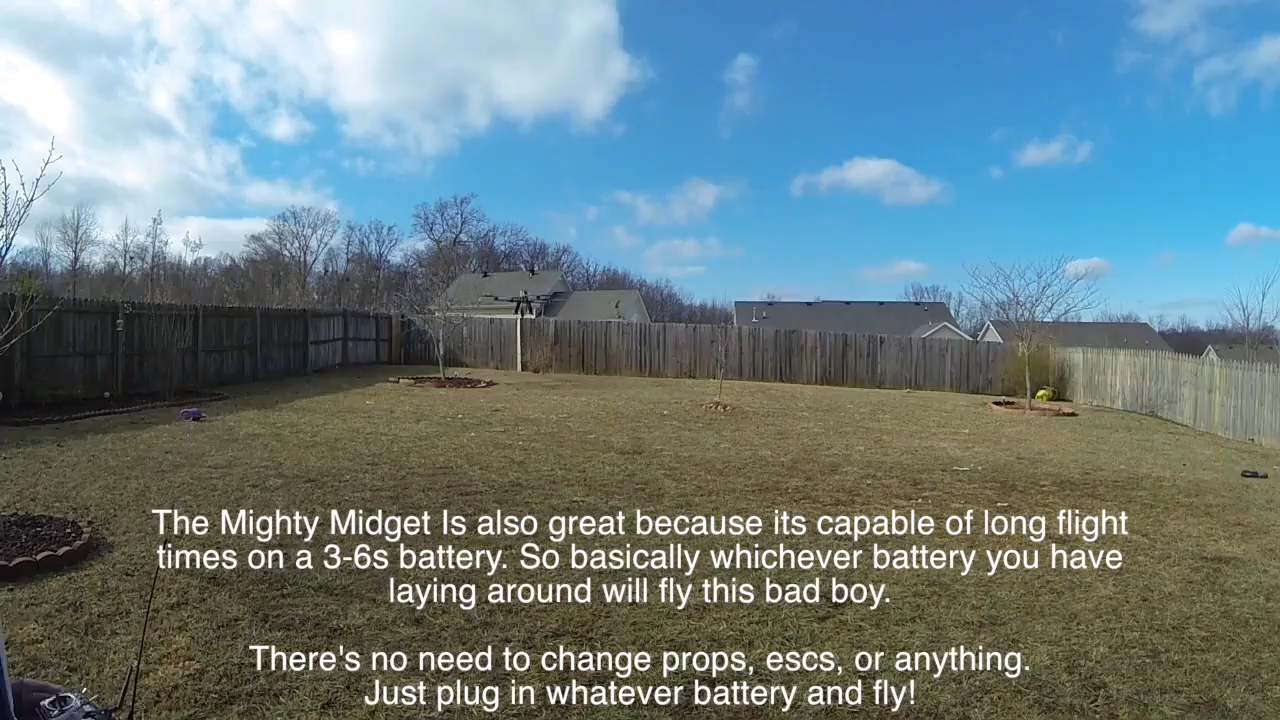 The Mighty Midget Is also great because its capable of long flight
times on a 3-6s battery. So basically whichever battery you have
laying around will fly this bad boy.
There's no need to change props, escs, or anything.
Just plug in whatever battery and fly!